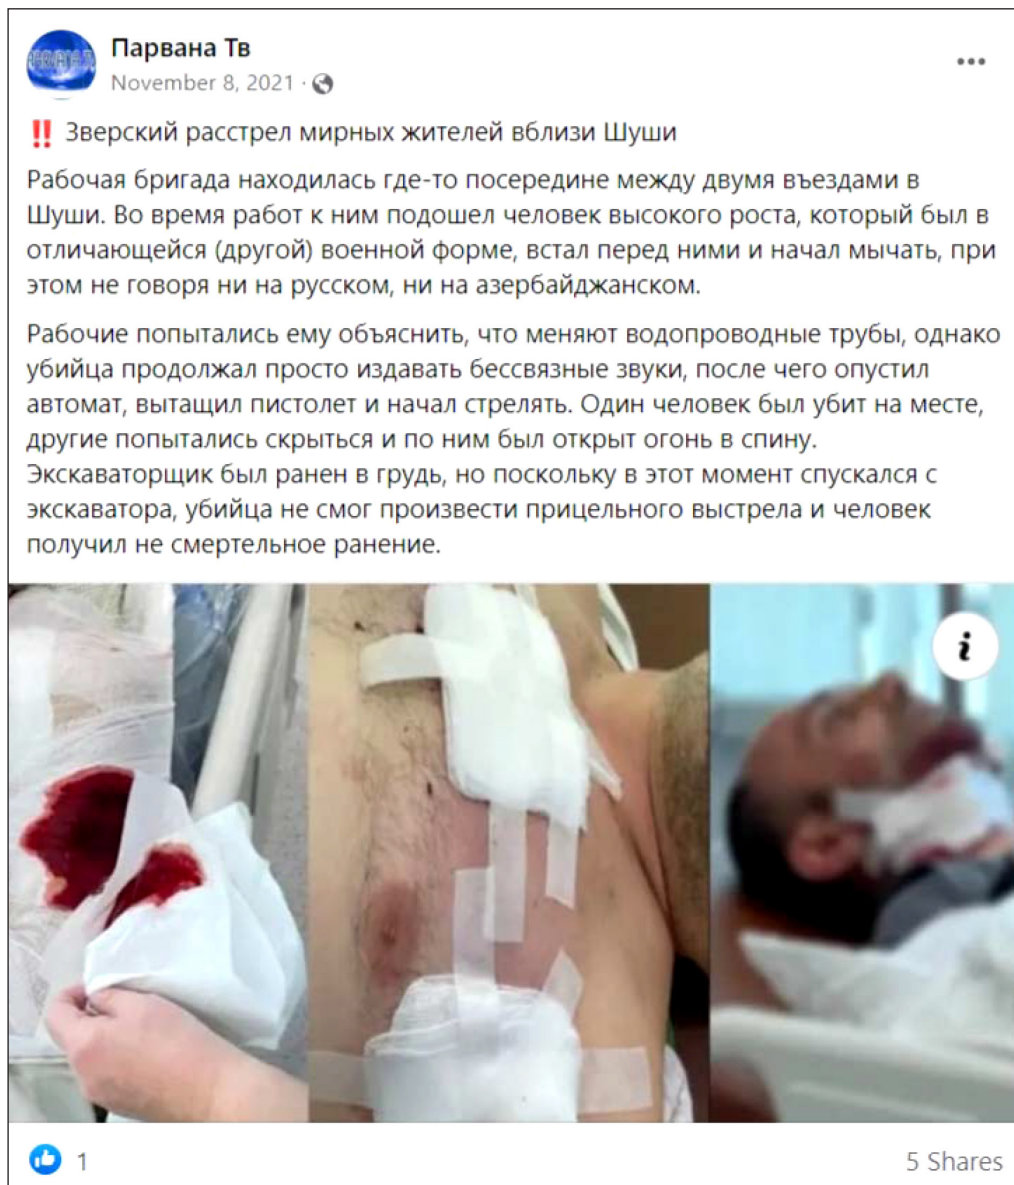 Парвана Тв
November 8, 2021 ·
‼ Зверский расстрел мирных жителей вблизи Шуши
Рабочая бригада находилась где-то посередине между двумя въездами в
Шуши. Во время работ к ним подошел человек высокого роста, который был в
отличающейся (другой) военной форме, встал перед ними и начал мычать, при
этом не говоря ни на русском, ни на азербайджанском.
Рабочие попытались ему объяснить, что меняют водопроводные трубы, однако
убийца продолжал просто издавать бессвязные звуки, после чего опустил
автомат, вытащил пистолет и начал стрелять. Один человек был убит на месте,
другие попытались скрыться и по ним был открыт огонь в спину.
Экскаваторщик был ранен в грудь, но поскольку в этот момент спускался с
экскаватора, убийца не смог произвести прицельного выстрела и человек
получил не смертельное ранение.
i
1
5 Shares